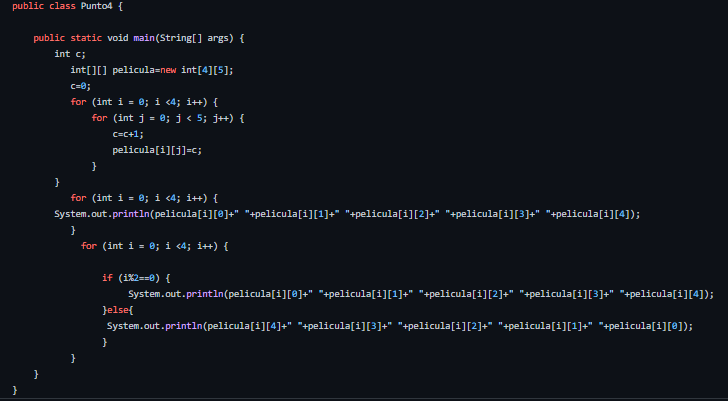 public class Punto4 {
public static void main(String[] args) {
int c;
int[][] pelicula=new int[4][5];
c=0;
for (int i = 0; i <4; i++) {
for (int j = 0; j < 5; j++) {
c=c+1;
pelicula[i][j]=c;
}
}
for (int i = 0; i <4; i++) {
System.out.println(pelicula[i][0]+" "+pelicula[i][1]+" "+pelicula[i][2]+" "+pelicula[i][3]+" "+pelicula[i][4]);
}
for (int i = 0; i <4; i++) {
if (i%2==0) {
System.out.println(pelicula[i][0]+" "+pelicula[i][1]+" "+pelicula[i][2]+" "+pelicula[i][3]+" "+pelicula[i][4]);
}else{
System.out.println(pelicula[i][4]+" "+pelicula[i][3]+" "+pelicula[i][2]+" "+pelicula[i][1]+" "+pelicula[i][0]);
}
}
}
}